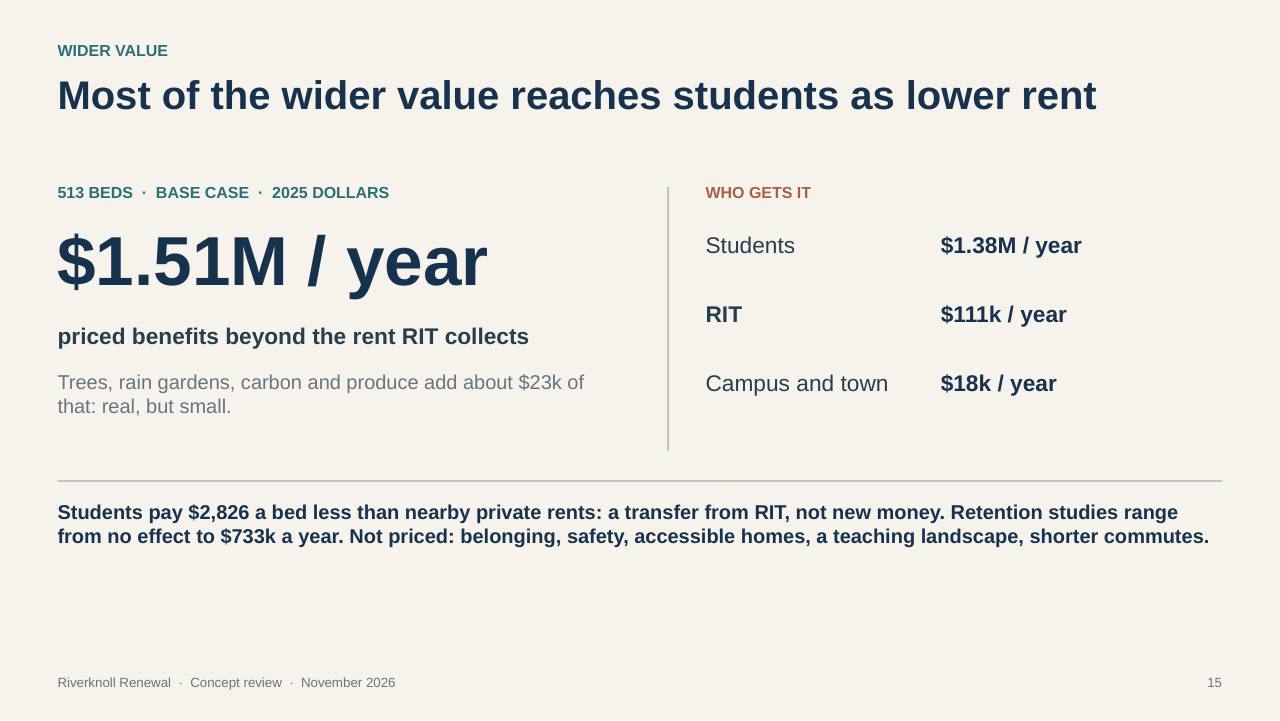 WIDER VALUE
Most of the wider value reaches students as lower rent
513 BEDS · BASE CASE · 2025 DOLLARS
$1.51M / year
priced benefits beyond the rent RIT collects
Trees, rain gardens, carbon and produce add about $23k of
that: real, but small.
WHO GETS IT
Students $1.38M / year
RIT $111k / year
Campus and town $18k / year
Students pay $2,826 a bed less than nearby private rents: a transfer from RIT, not new money. Retention studies range
from no effect to $733k a year. Not priced: belonging, safety, accessible homes, a teaching landscape, shorter commutes.
Riverknoll Renewal · Concept review · November 2026
15